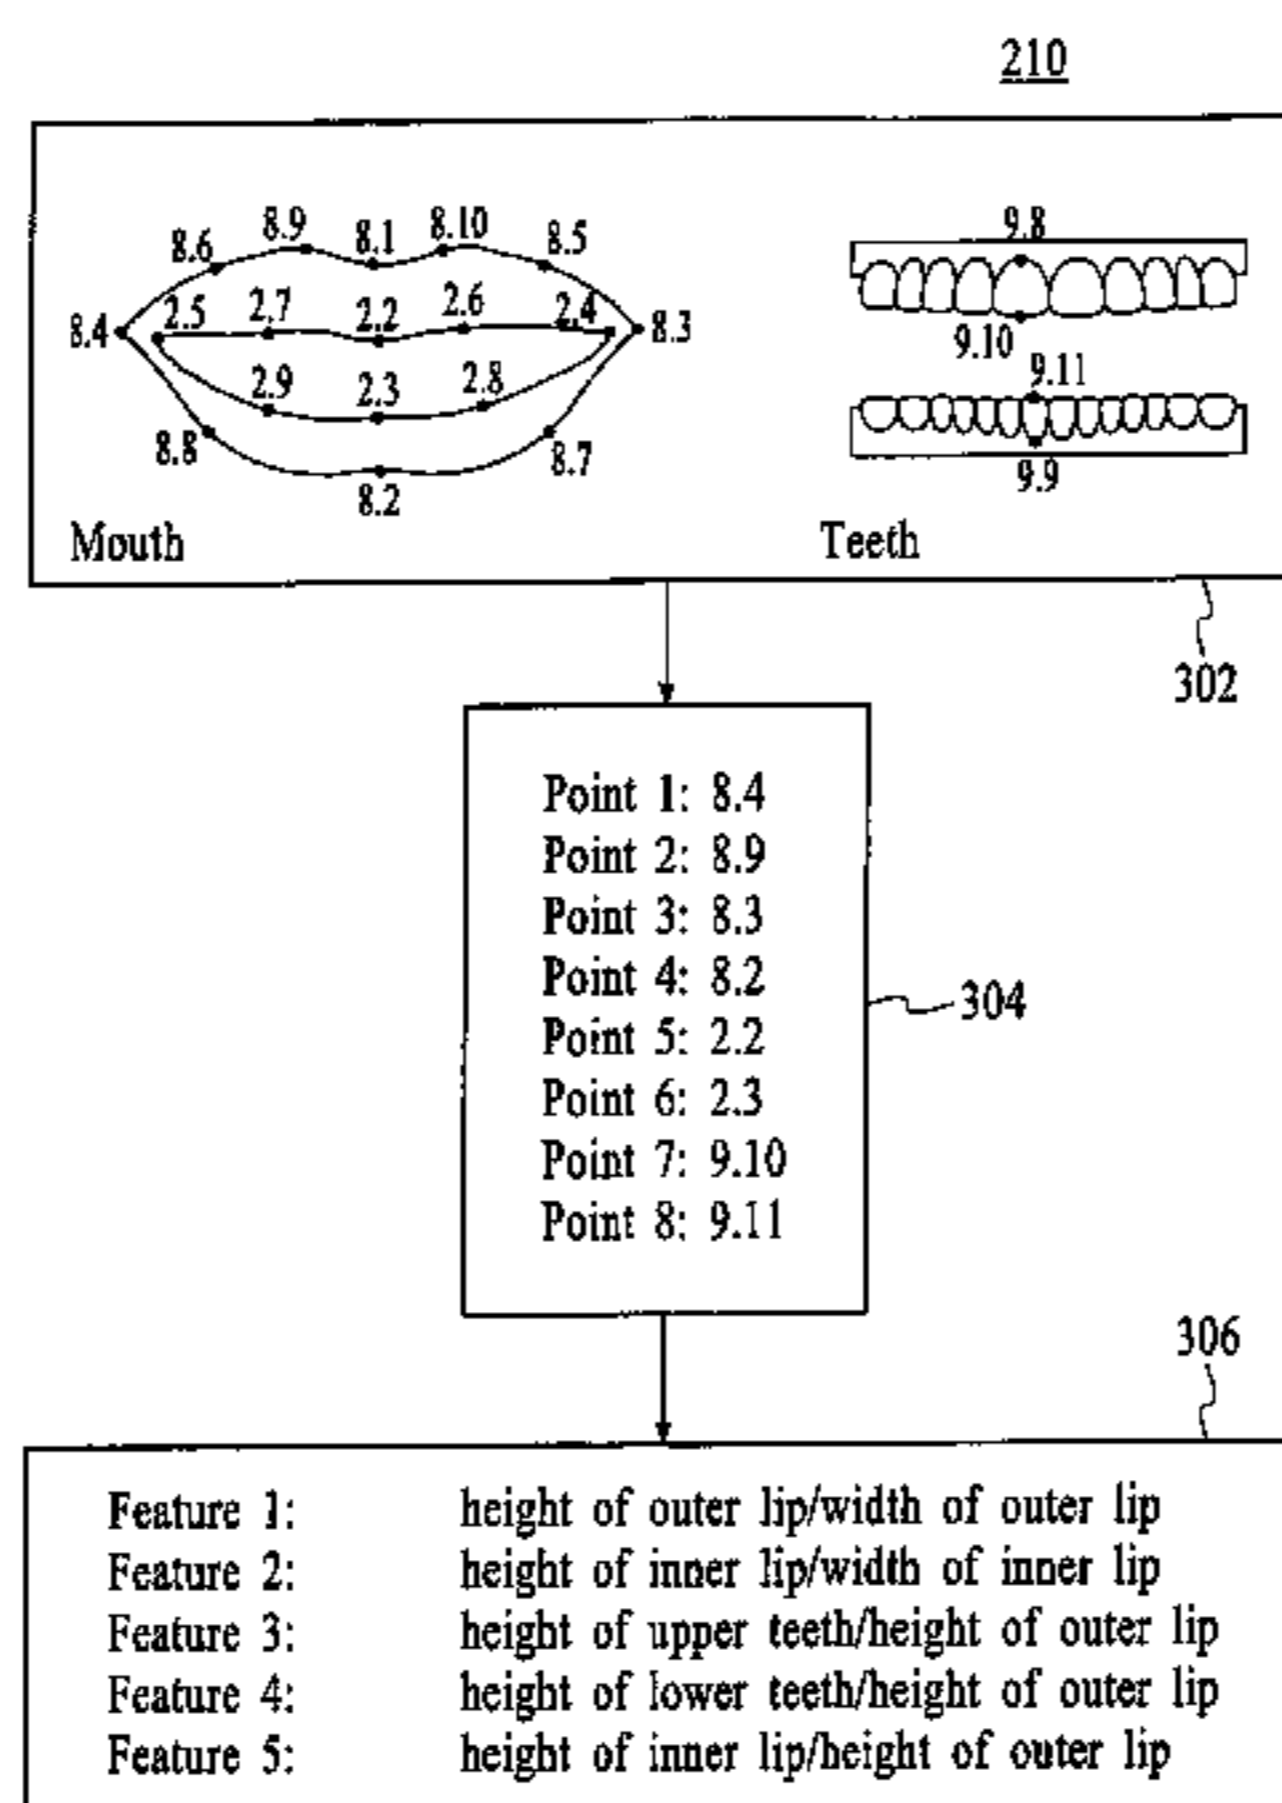 210
8.9 8.1 8.10
8.6 8.5
2.5 2.7 2.2 2.6 2.4
8.4 8.3
2.9 2.3 2.8
8.8 8.7
8.2
Mouth
9.8
9.10
9.11
9.9
Teeth
302
Point 1: 8.4
Point 2: 8.9
Point 3: 8.3
Point 4: 8.2
Point 5: 2.2
Point 6: 2.3
Point 7: 9.10
Point 8: 9.11
304
306
Feature 1: height of outer lip/width of outer lip
Feature 2: height of inner lip/width of inner lip
Feature 3: height of upper teeth/height of outer lip
Feature 4: height of lower teeth/height of outer lip
Feature 5: height of inner lip/height of outer lip